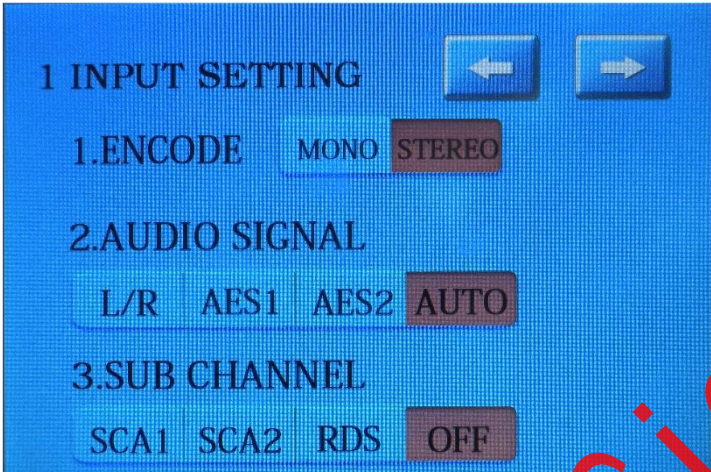 1 INPUT SETTING
1.ENCODE MONO STEREO
2.AUDIO SIGNAL
L/R AES1 AES2 AUTO
3.SUB CHANNEL
SCA1 SCA2 RDS OFF